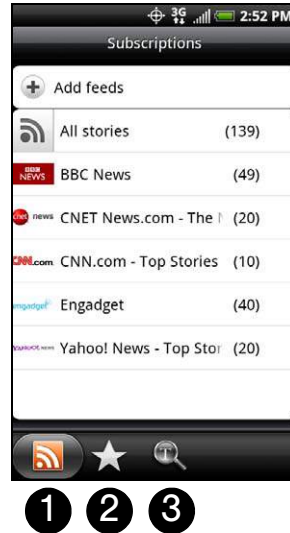 3G 2:52 PM
Subscriptions
Add feeds
All stories (139)
BBC NEWS BBC News (49)
cnet news CNET News.com - The (20)
CNN.com CNN.com - Top Stories (10)
engadget Engadget (40)
YAHOO! NEWS Yahoo! News - Top Stor (20)
T
1 2 3